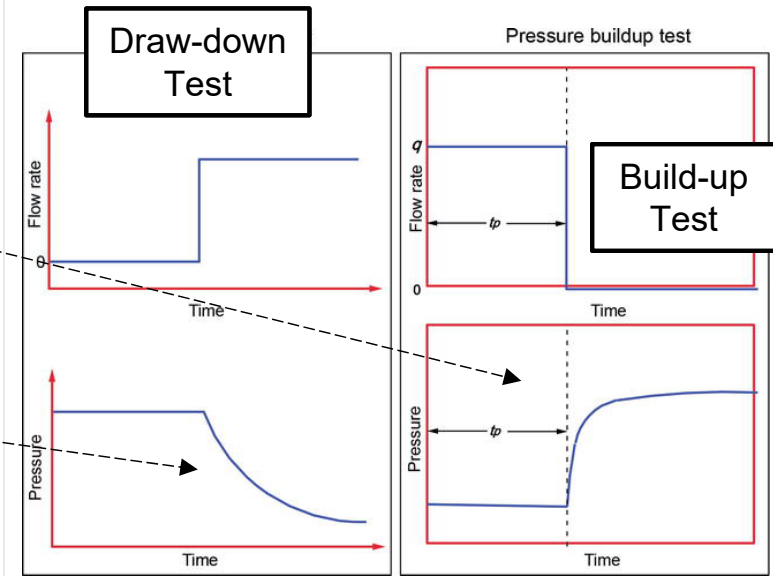 Draw-down
Test
Flow rate
0
Time
Pressure
Time
Pressure buildup test
q
Flow rate
tp
0
Time
Build-up
Test
Pressure
tp
Time